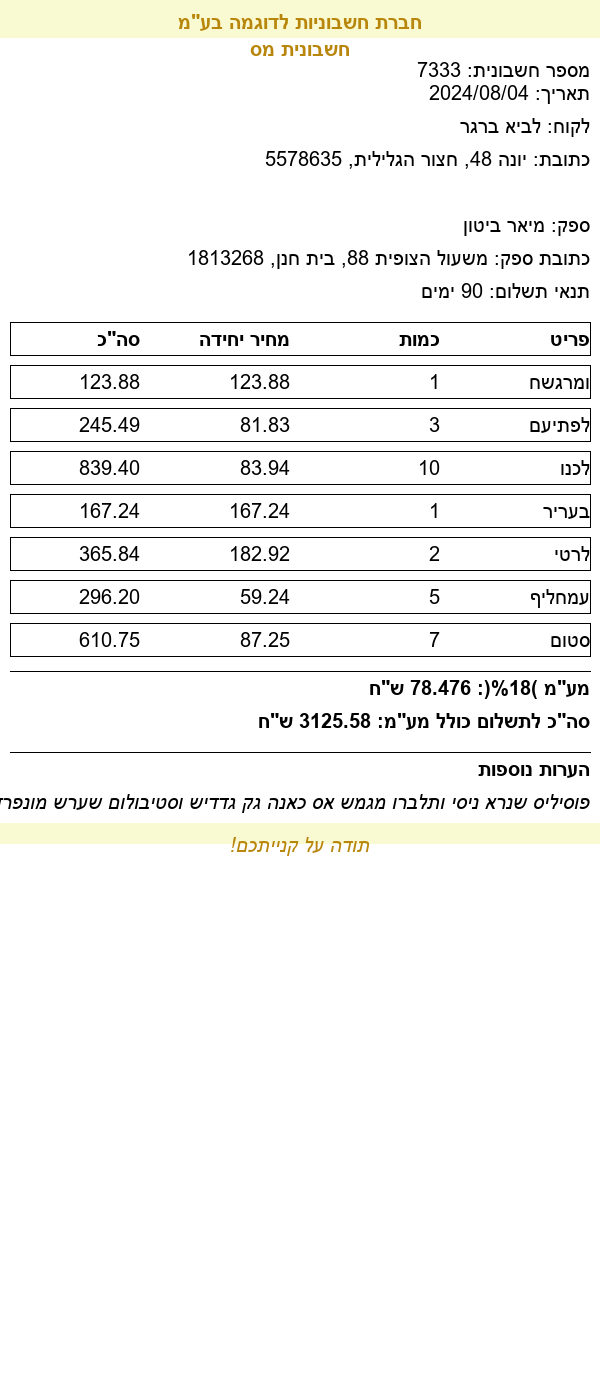 חברת חשבוניות לדוגמה בע"מ
חשבונית מס
מספר חשבונית: 7333
תאריך: 2024/08/04
לקוח: לביא ברגר
כתובת: יונה 48, חצור הגלילית, 5578635
ספק: מיאר ביטון
כתובת ספק: משעול הצופית 88, בית חנן, 1813268
תנאי תשלום: 90 ימים
פריט כמות מחיר יחידה סה"כ
ומרגשח 1 123.88 123.88
לפתיעם 3 81.83 245.49
לכנו 10 83.94 839.40
בעריר 1 167.24 167.24
לרטי 2 182.92 365.84
עמחליף 5 59.24 296.20
סטום 7 87.25 610.75
מע"מ )18%(: 78.476 ש"ח
סה"כ לתשלום כולל מע"מ: 3125.58 ש"ח
הערות נוספות
פוסיליס שנרא ניסי ותלברו מגמש אס כאנה גק גדדיש וסטיבולום שערש
תודה על קנייתכם!